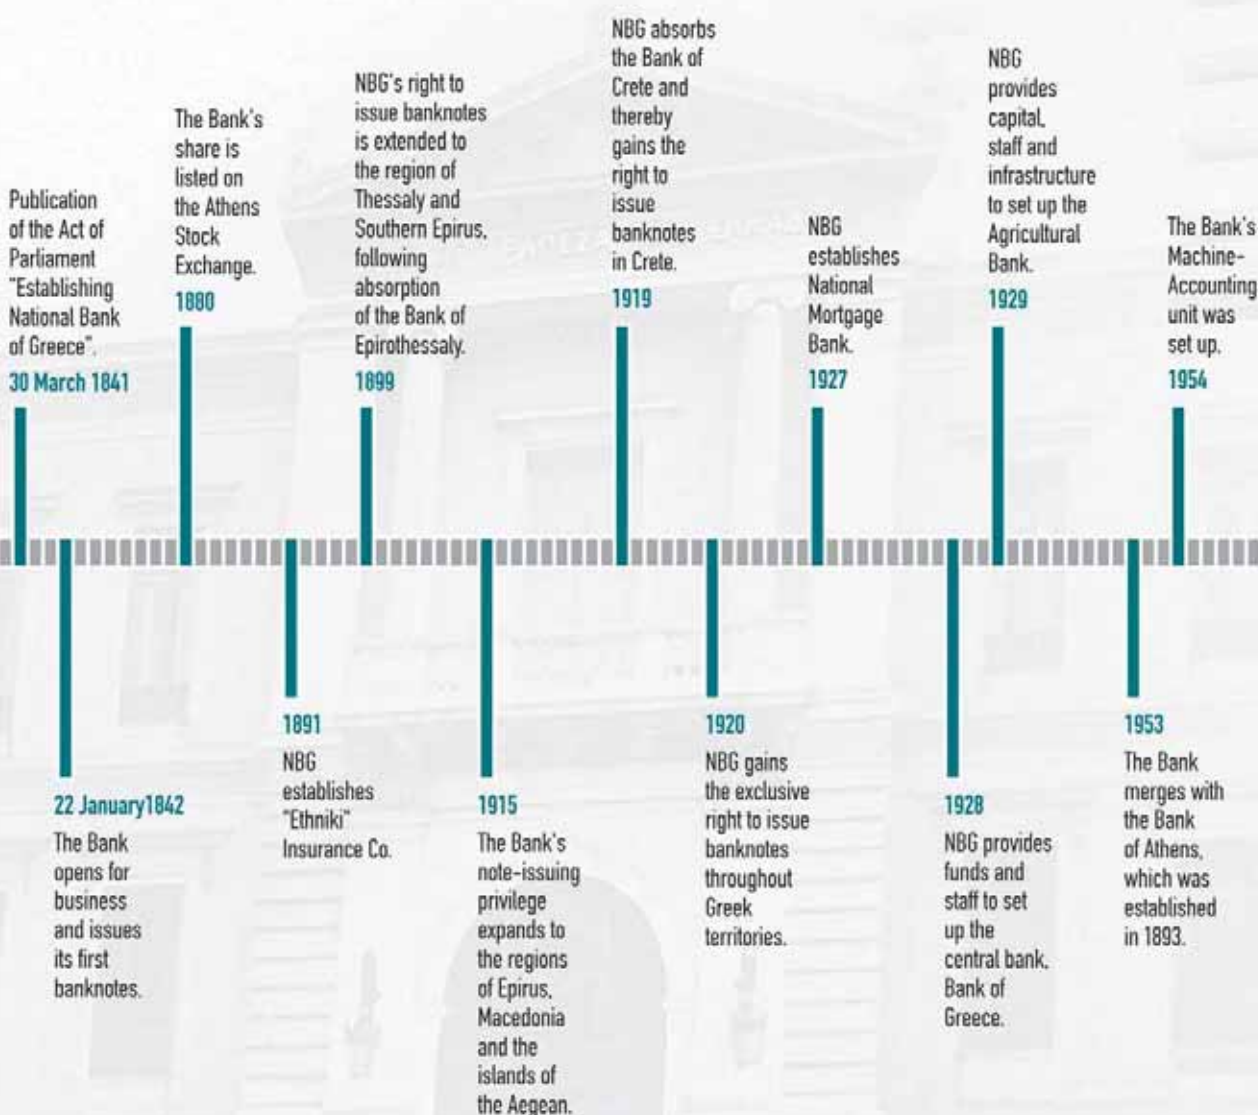 Publication
of the Act of
Parliament
"Establishing
National Bank
of Greece".
30 March 1841
22 January1842
The Bank
opens for
business
and issues
its first
banknotes.
The Bank's
share is
listed on
the Athens
Stock
Exchange.
1880
1891
NBG
establishes
"Ethniki"
Insurance Co.
NBG's right to
issue banknotes
is extended to
the region of
Thessaly and
Southern Epirus,
following
absorption
of the Bank of
Epirothessaly.
1899
1915
The Bank's
note-issuing
privilege
expands to
the regions
of Epirus,
Macedonia
and the
islands of
the Aegean.
NBG absorbs
the Bank of
Crete and
thereby
gains the
right to
issue
banknotes
in Crete.
1919
1920
NBG gains
the exclusive
right to issue
banknotes
throughout
Greek
territories.
NBG
establishes
National
Mortgage
Bank.
1927
1928
NBG provides
funds and
staff to set
up the
central bank,
Bank of
Greece.
NBG
provides
capital,
staff and
infrastructure
to set up the
Agricultural
Bank.
1929
1953
The Bank
merges with
the Bank
of Athens,
which was
established
in 1893.
The Bank's
Machine-
Accounting
unit was
set up.
1954